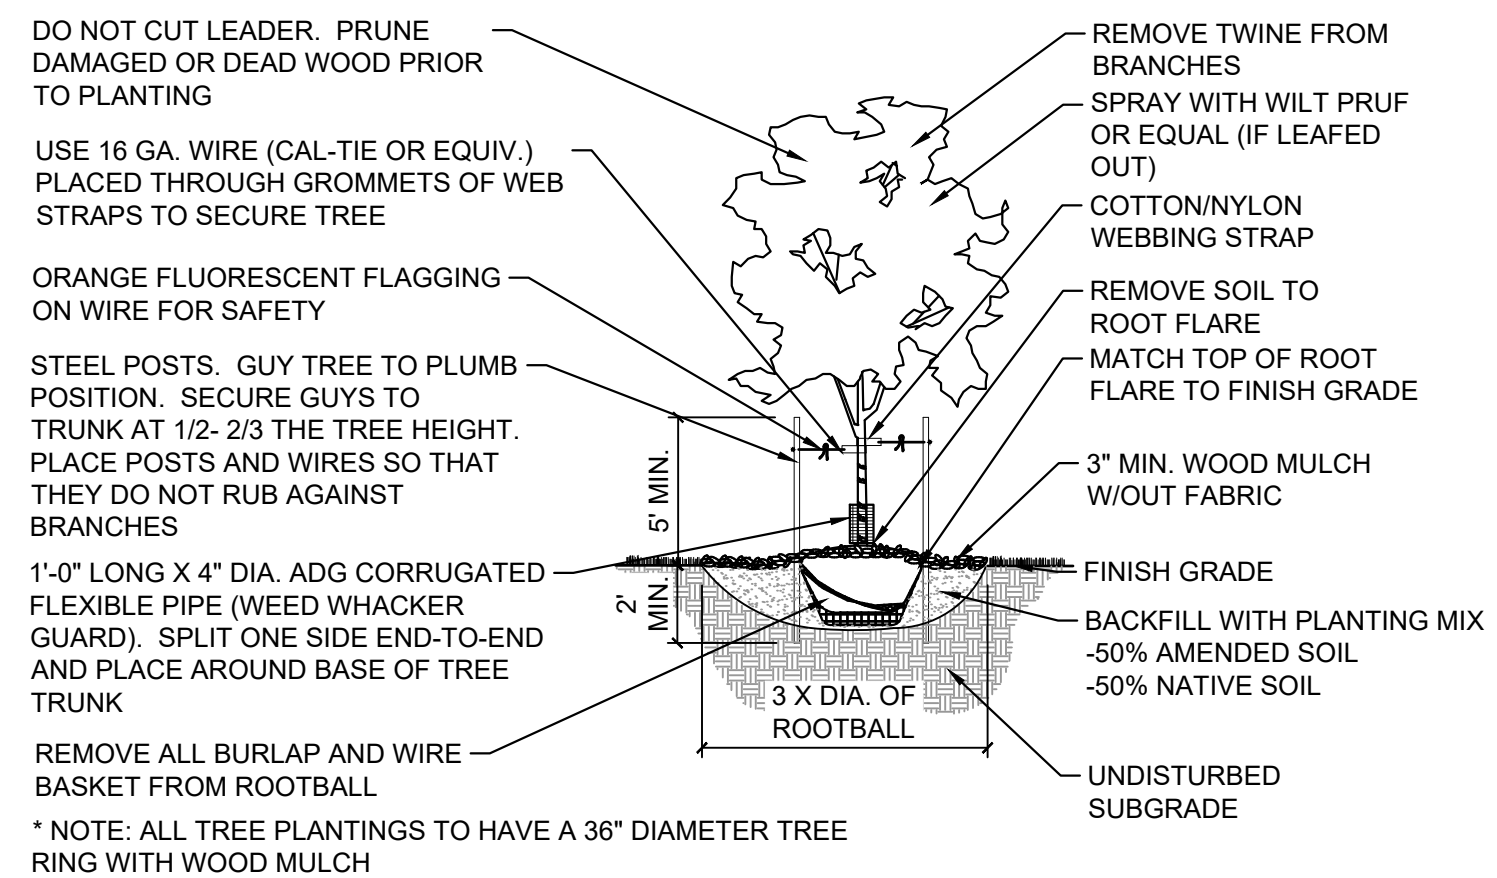 DO NOT CUT LEADER.  PRUNE
DAMAGED OR DEAD WOOD PRIOR
TO PLANTING
USE 16 GA. WIRE (CAL-TIE OR EQUIV.)
PLACED THROUGH GROMMETS OF WEB
STRAPS TO SECURE TREE
ORANGE FLUORESCENT FLAGGING
ON WIRE FOR SAFETY
STEEL POSTS.  GUY TREE TO PLUMB
POSITION.  SECURE GUYS TO
TRUNK AT 1/2- 2/3 THE TREE HEIGHT.
PLACE POSTS AND WIRES SO THAT
THEY DO NOT RUB AGAINST
BRANCHES
1'-0" LONG X 4" DIA. ADG CORRUGATED
FLEXIBLE PIPE (WEED WHACKER
GUARD).  SPLIT ONE SIDE END-TO-END
AND PLACE AROUND BASE OF TREE
TRUNK
REMOVE ALL BURLAP AND WIRE
BASKET FROM ROOTBALL
* NOTE: ALL TREE PLANTINGS TO HAVE A 36" DIAMETER TREE
RING WITH WOOD MULCH
5' MIN.
2'
MIN.
3 X DIA. OF
ROOTBALL
REMOVE TWINE FROM
BRANCHES
SPRAY WITH WILT PRUF
OR EQUAL (IF LEAFED
OUT)
COTTON/NYLON
WEBBING STRAP
REMOVE SOIL TO
ROOT FLARE
MATCH TOP OF ROOT
FLARE TO FINISH GRADE
3" MIN. WOOD MULCH
W/OUT FABRIC
FINISH GRADE
BACKFILL WITH PLANTING MIX
-50% AMENDED SOIL
-50% NATIVE SOIL
UNDISTURBED
SUBGRADE